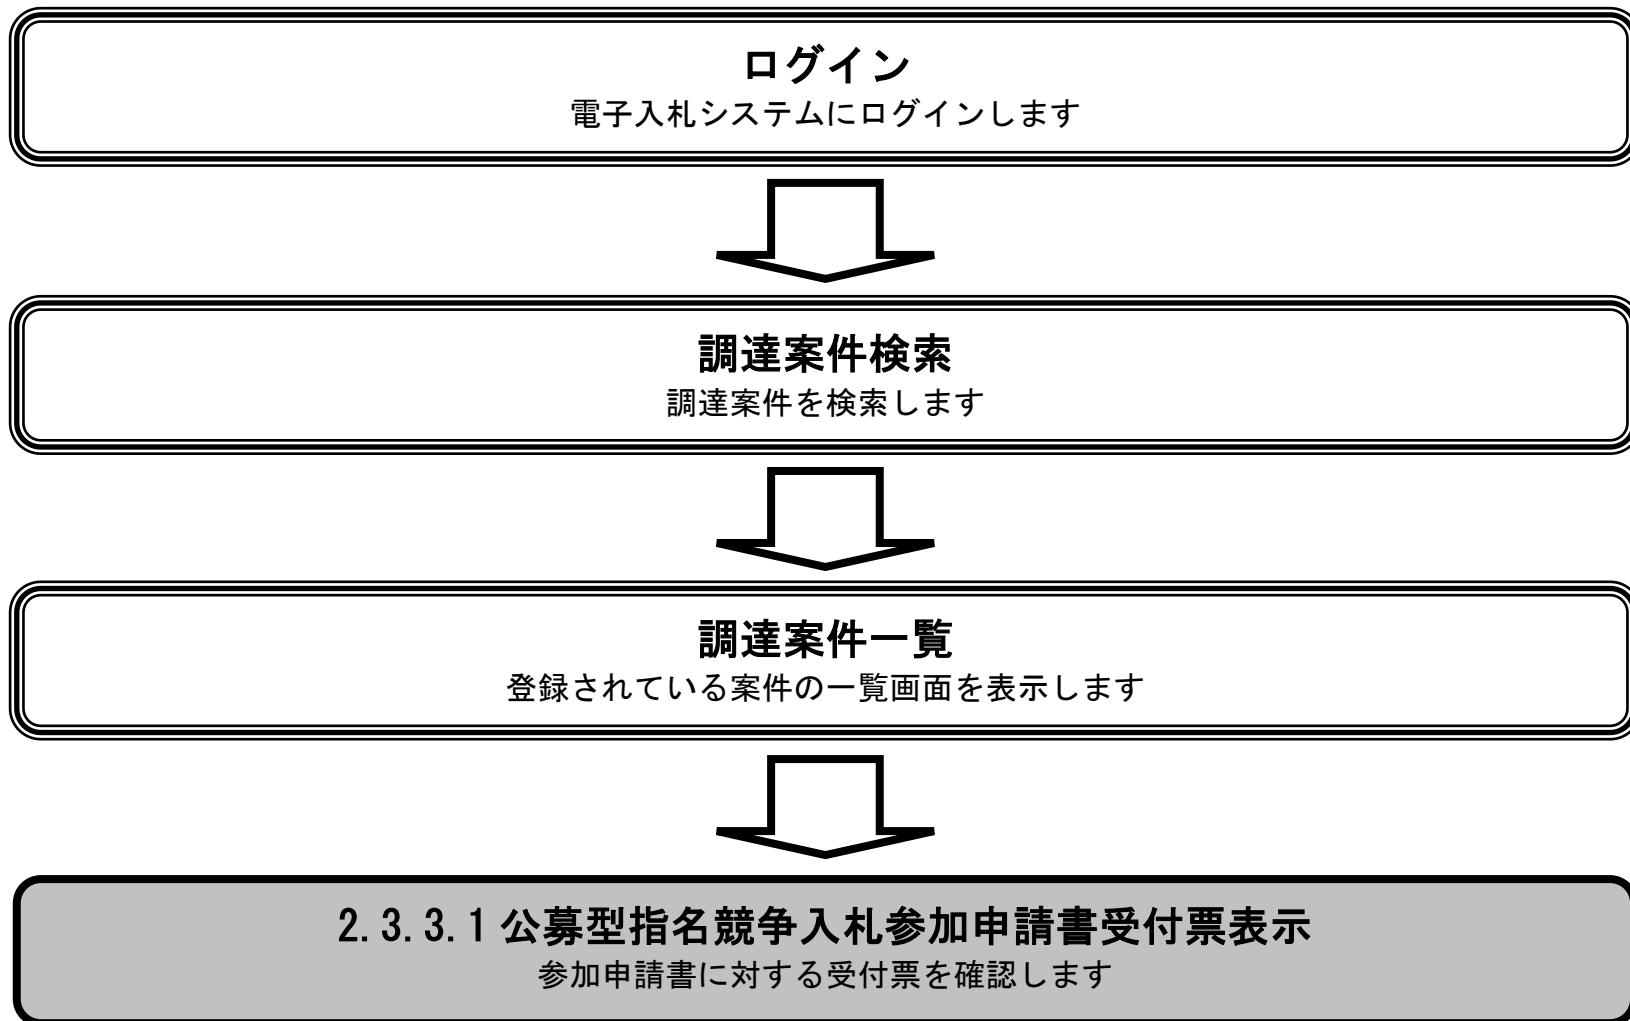 ログイン
電子入札システムにログインします
調達案件検索
調達案件を検索します
調達案件一覧
登録されている案件の一覧画面を表示します
2.3.3.1公募型指名競争入札参加申請書受付票表示
参加申請書に対する受付票を確認します